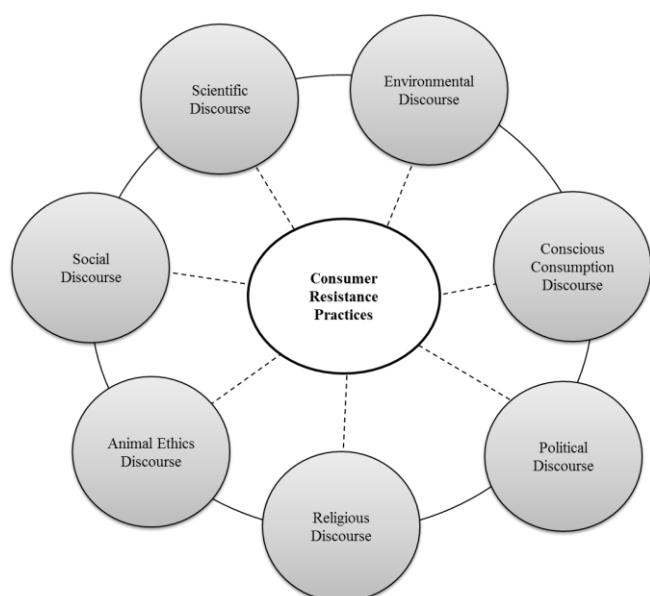 Scientific
Discourse
Environmental
Discourse
Social
Discourse
Consumer
Resistance
Practices
Conscious
Consumption
Discourse
Animal Ethics
Discourse
Political
Discourse
Religious
Discourse